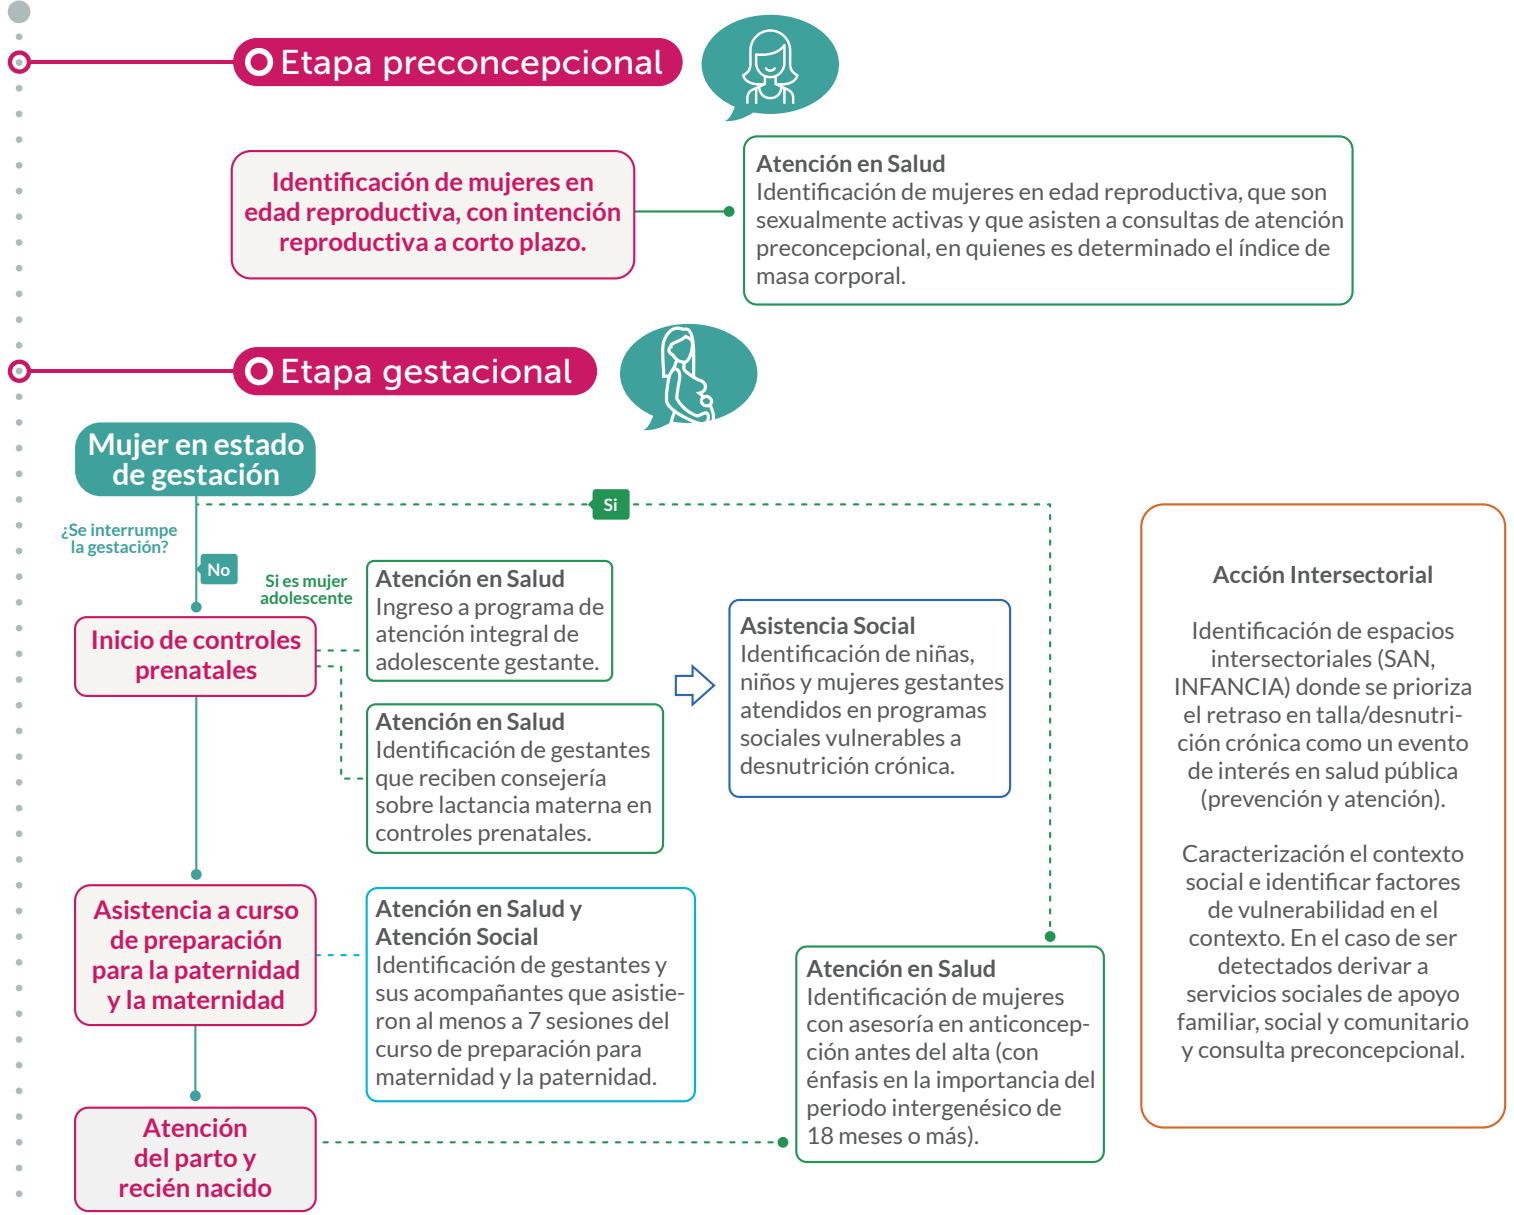 Etapa preconcepcional
Identificación de mujeres en
edad reproductiva, con intención
reproductiva a corto plazo.
Atención en Salud
Identificación de mujeres en edad reproductiva, que son
sexualmente activas y que asisten a consultas de atención
preconcepcional, en quienes es determinado el índice de
masa corporal.
Etapa gestacional
Mujer en estado
de gestación
¿Se interrumpe
la gestación?
Si
No
Si es mujer
adolescente
Inicio de controles
prenatales
Atención en Salud
Ingreso a programa de
atención integral de
adolescente gestante.
Atención en Salud
Identificación de gestantes
que reciben consejería
sobre lactancia materna en
controles prenatales.
Asistencia Social
Identificación de niñas,
niños y mujeres gestantes
atendidos en programas
sociales vulnerables a
desnutrición crónica.
Asistencia a curso
de preparación
para la paternidad
y la maternidad
Atención en Salud y
Atención Social
Identificación de gestantes y
sus acompañantes que asistie-
ron al menos a 7 sesiones del
curso de preparación para
maternidad y la paternidad.
Atención
del parto y
recién nacido
Atención en Salud
Identificación de mujeres
con asesoría en anticoncep-
ción antes del alta (con
énfasis en la importancia del
periodo intergenésico de
18 meses o más).
Acción Intersectorial
Identificación de espacios
intersectoriales (SAN,
INFANCIA) donde se prioriza
el retraso en talla/desnutri-
ción crónica como un evento
de interés en salud pública
(prevención y atención).
Caracterización el contexto
social e identificar factores
de vulnerabilidad en el
contexto. En el caso de ser
detectados derivar a
servicios sociales de apoyo
familiar, social y comunitario
y consulta preconcepcional.